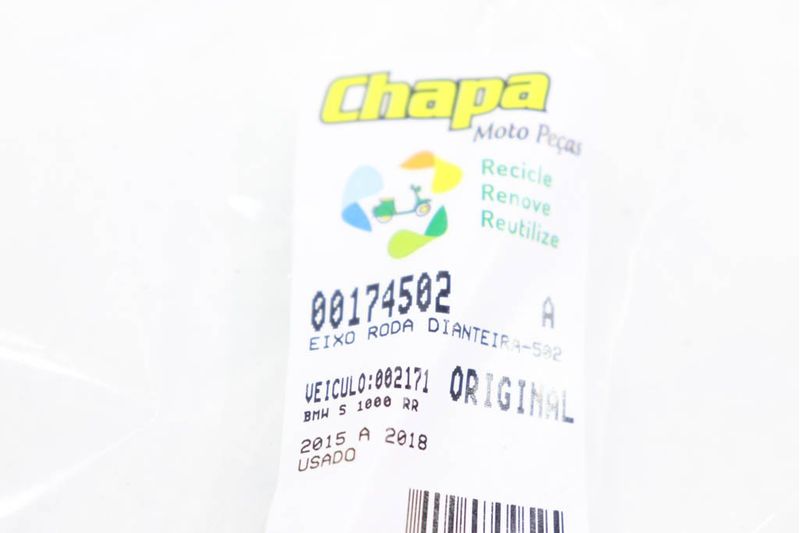 Chapa
Moto Peças
Recicle
Renove
Reutilize
00174502 A
EIXO RODA DIANTEIRA-502
VEICULO:002171 ORIGINAL
BMW S 1000 RR
2015 A 2018
USADO